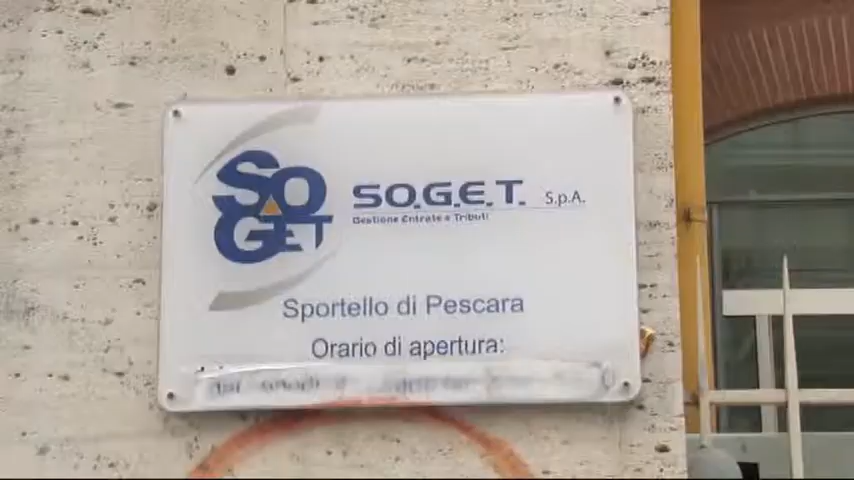 SO
GET
SO.G.E.T. S.p.A.
Gestione Entrate e Tributi
Sportello di Pescara
Orario di apertura: